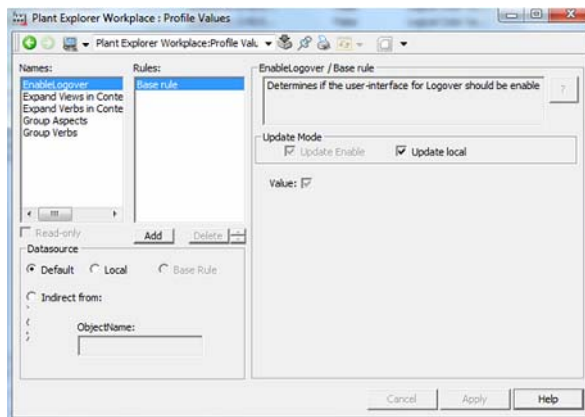 Plant Explorer Workplace : Profile Values
Plant Explorer Workplace:Profile Valu
Names:
EnableLogover
Expand Views in Conte
Expand Verbs in Conte
Group Aspects
Group Verbs
Rules:
Base rule
Read-only
Add
Delete
Datasource
Default
Local
Base Rule
Indirect from:
ObjectName:
EnableLogover / Base rule
Determines if the user-interface for Logover should be enable
?
Update Mode
Update Enable
Update local
Value:
Cancel
Apply
Help